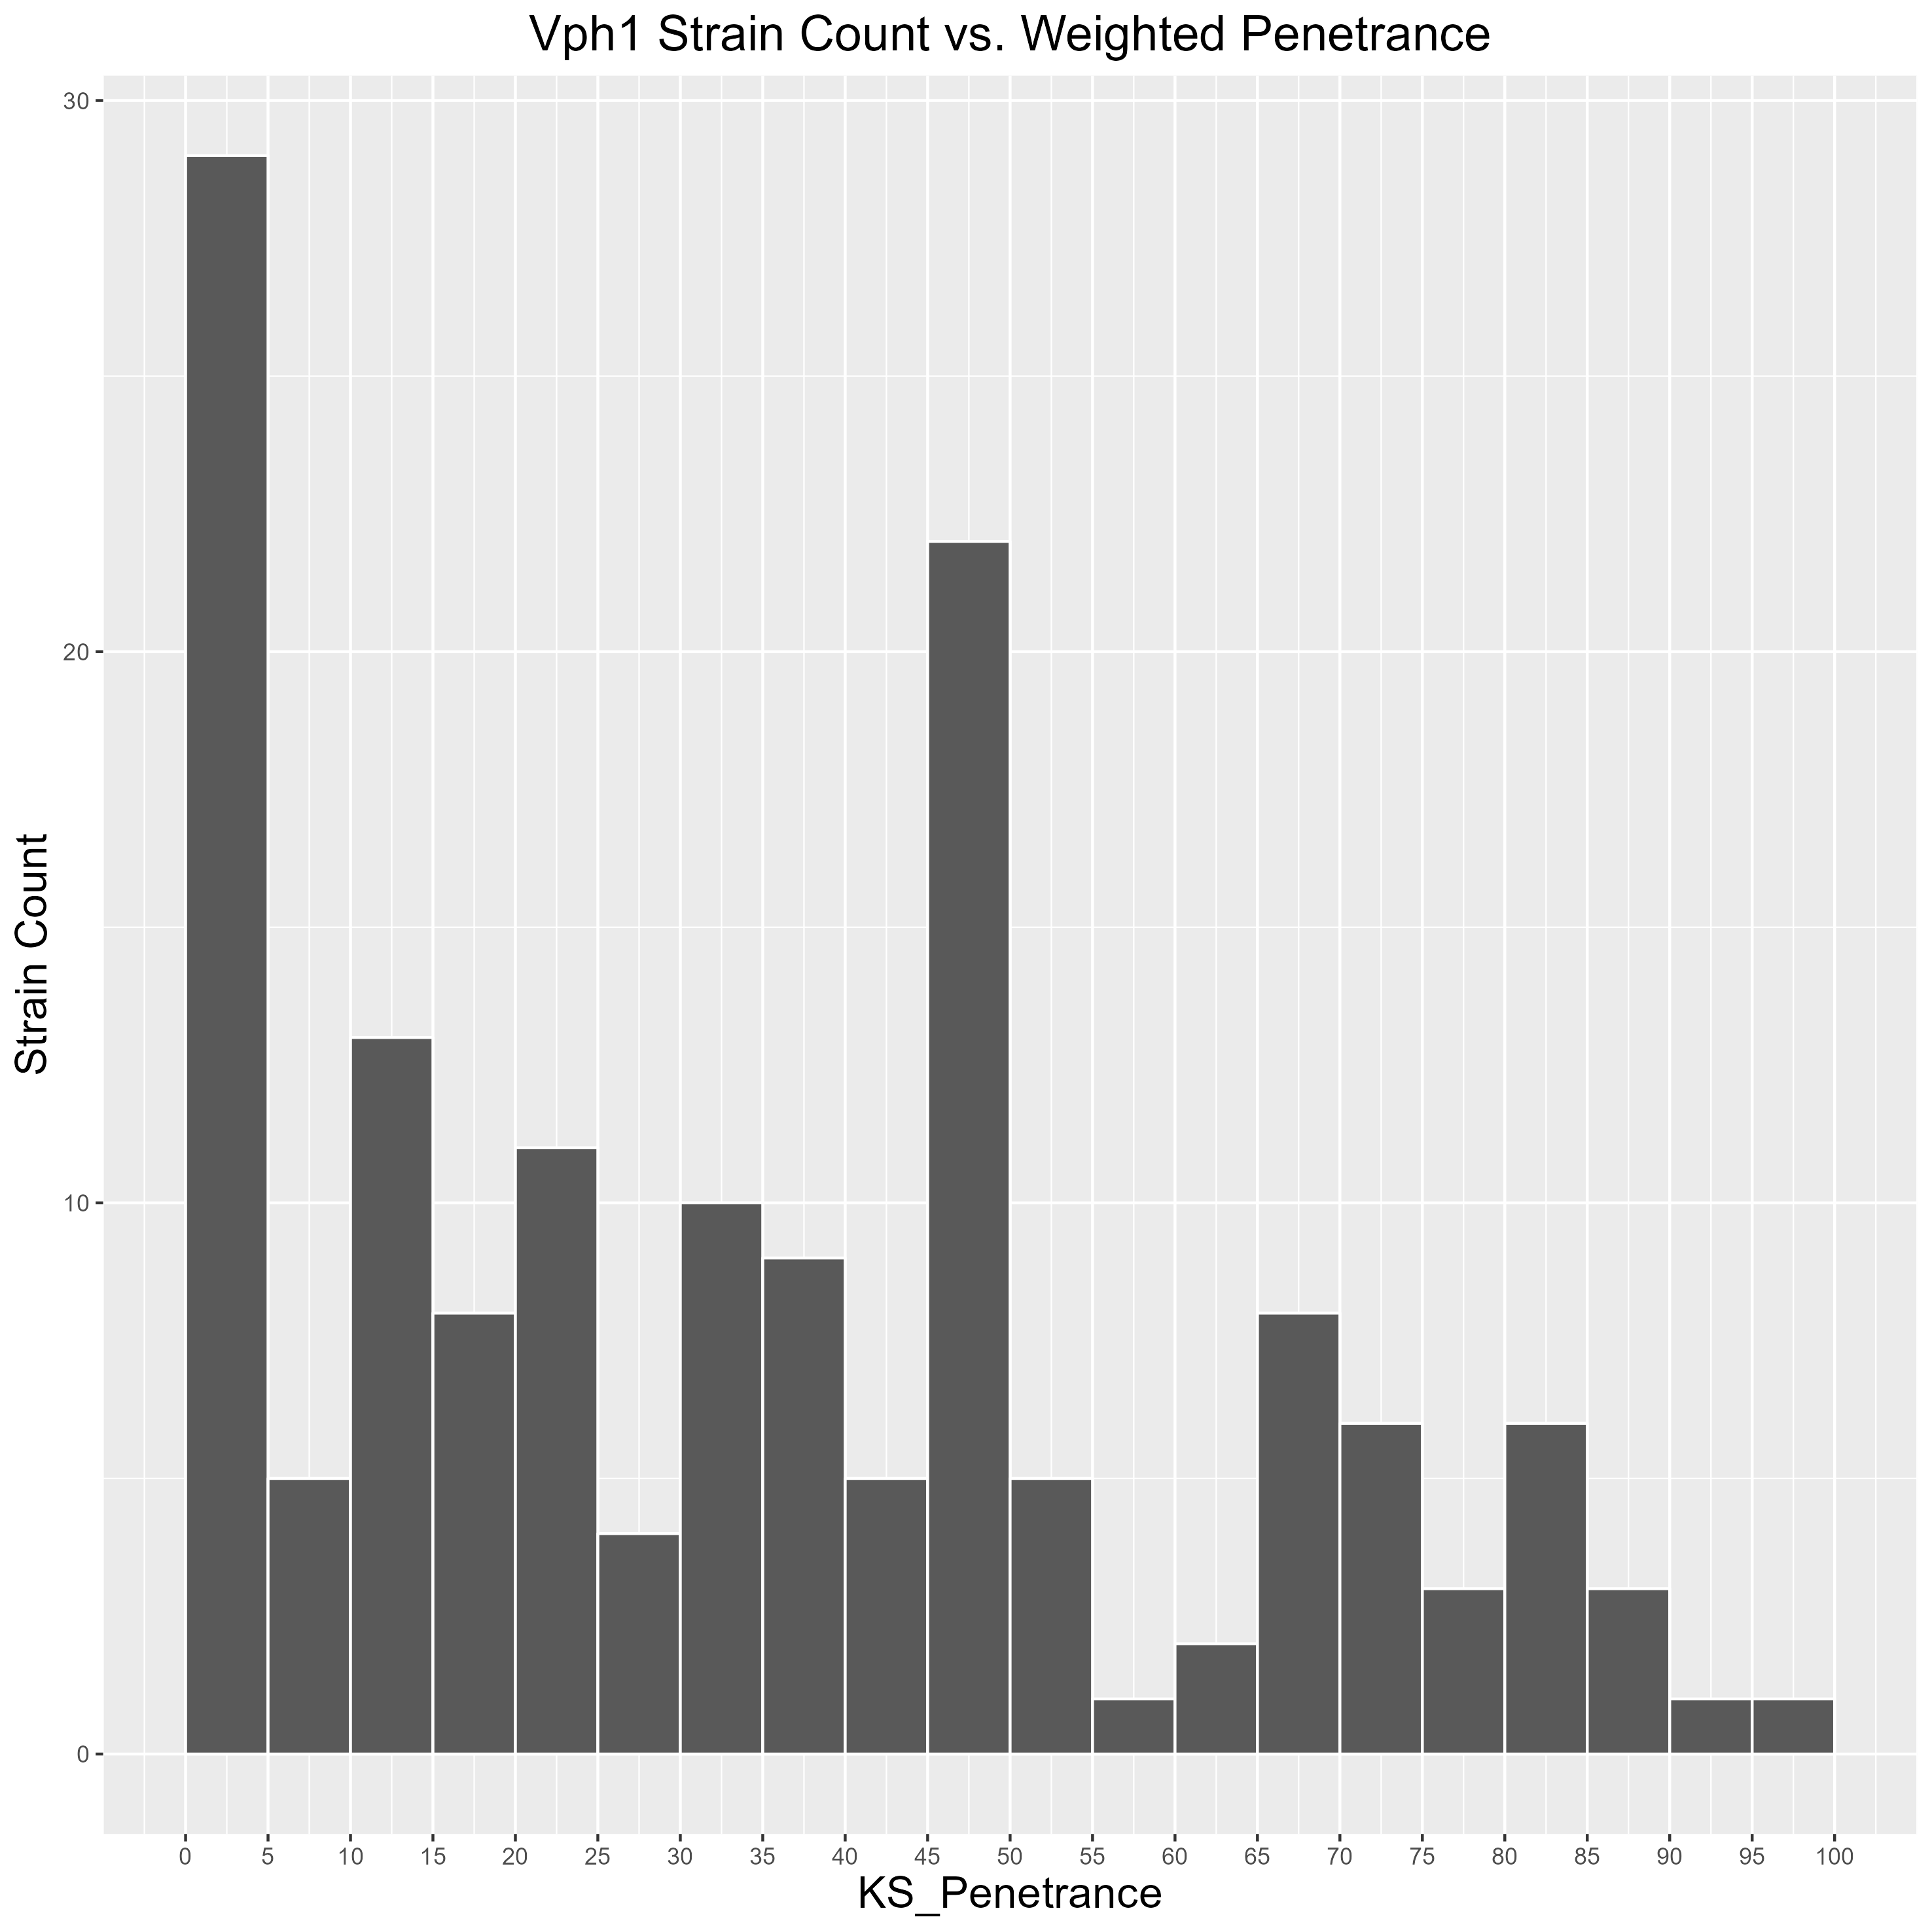 Vph1 Strain Count vs. Weighted Penetrance
30
20
10
0
Strain Count
0 5 10 15 20 25 30 35 40 45 50 55 60 65 70 75 80 85 90 95 100
KS_Penetrance